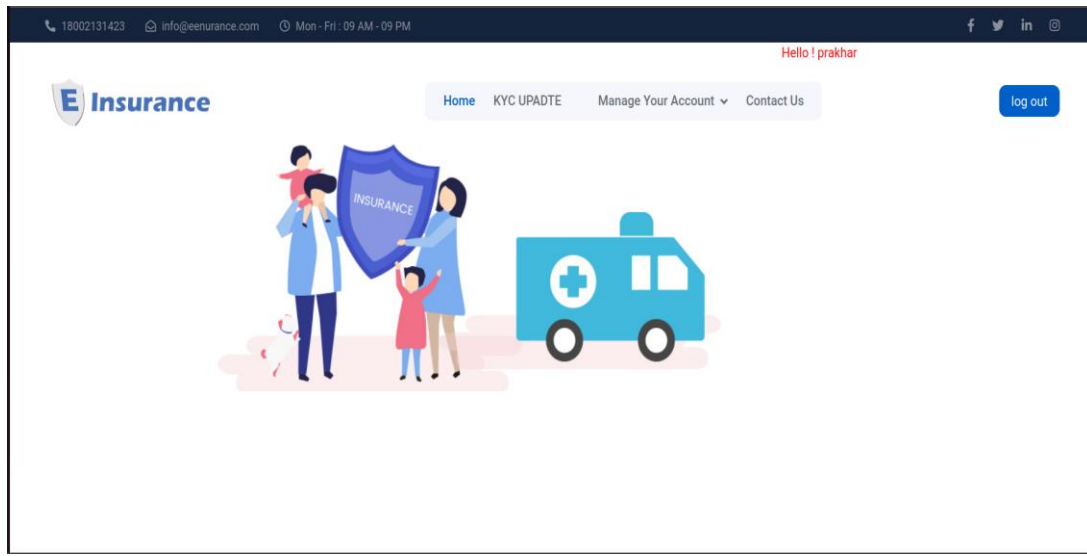 18002131423 info@eenurance.com Mon - Fri : 09 AM - 09 PM
Hello ! prakhar
E Insurance
Home KYC UPADTE Manage Your Account Contact Us
log out
INSURANCE